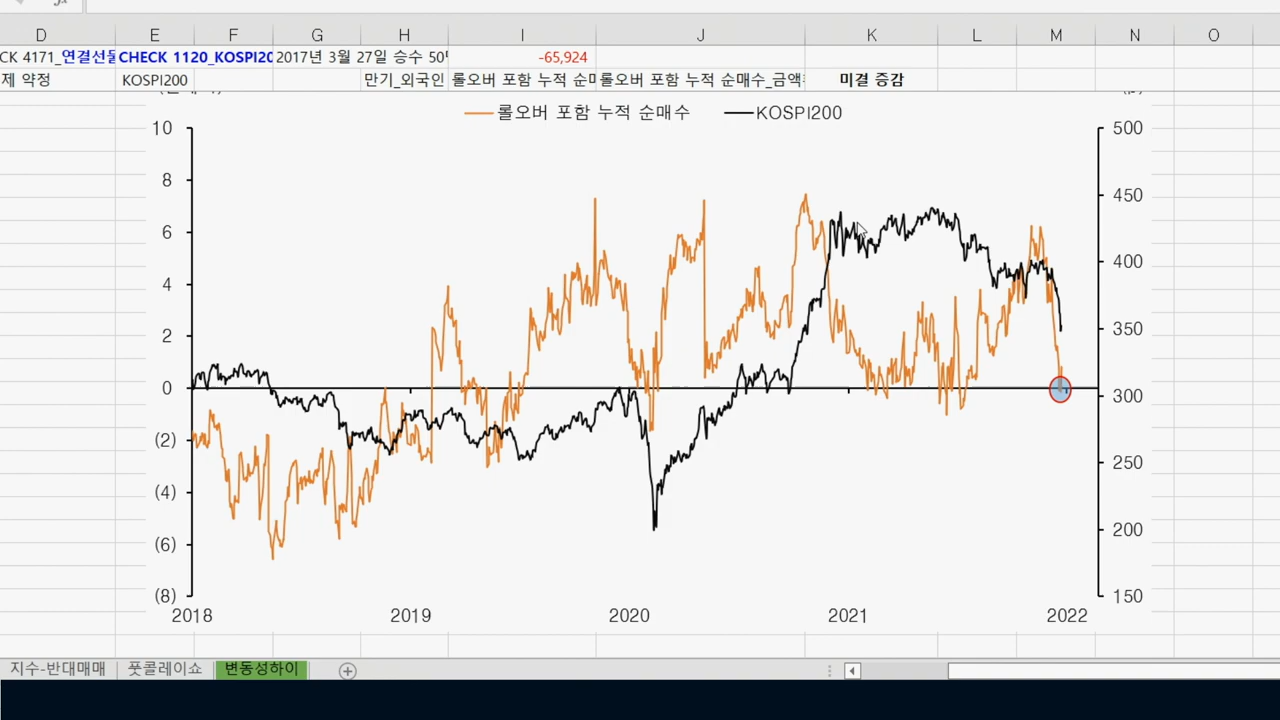 D E F G H I J K L M N O
CK 4171_연결선물 CHECK 1120_KOSPI20 2017년 3월 27일 승수 50만 -65,924
제 약정 KOSPI200 만기_외국인 롤오버 포함 누적 순매 롤오버 포함 누적 순매수_금액 미결 증감
롤오버 포함 누적 순매수 KOSPI200
10 500
8 450
6
4 400
2 350
0 300
(2) 250
(4)
(6) 200
(8) 150
2018 2019 2020 2021 2022
지수-반대매매 풋콜레이쇼 변동성하이